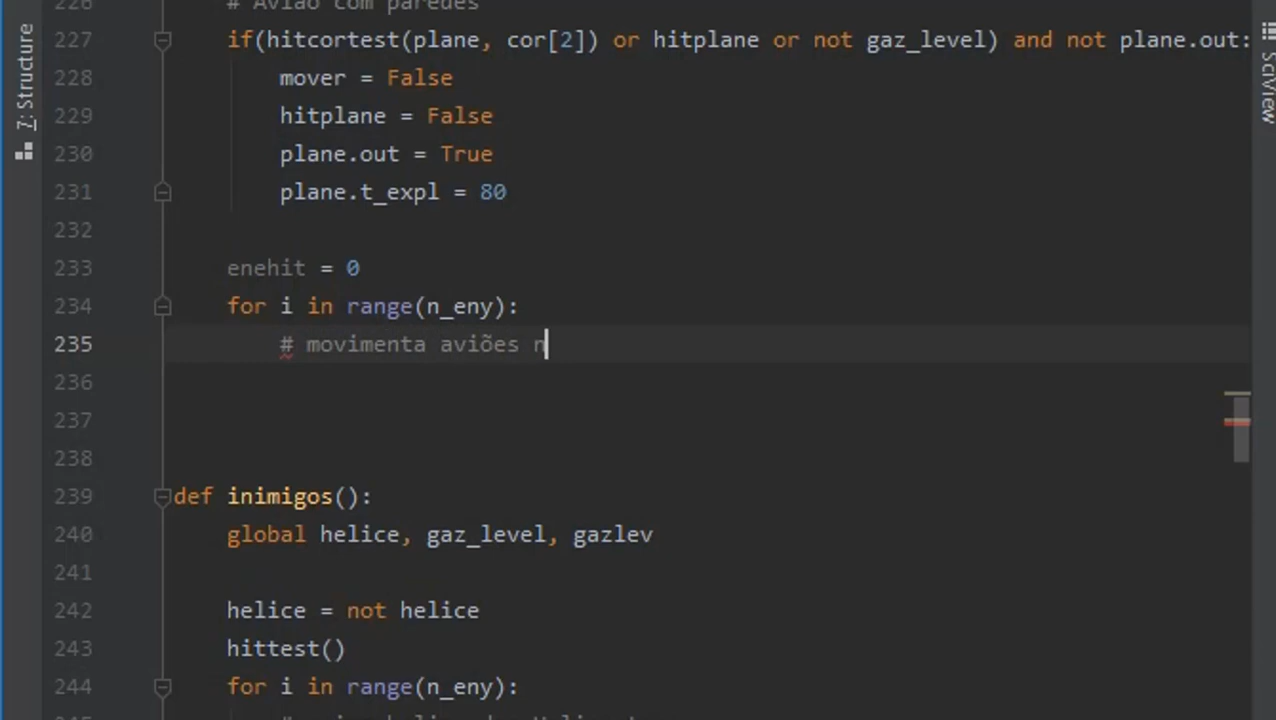 7: Structure
SciView
226 # Avião com paredes
227 if(hitcortest(plane, cor[2]) or hitplane or not gaz_level) and not plane.out:
228 mover = False
229 hitplane = False
230 plane.out = True
231 plane.t_expl = 80
232
233 enehit = 0
234 for i in range(n_eny):
235 # movimenta aviões n
236
237
238
239 def inimigos():
240 global helice, gaz_level, gazlev
241
242 helice = not helice
243 hittest()
244 for i in range(n_eny):